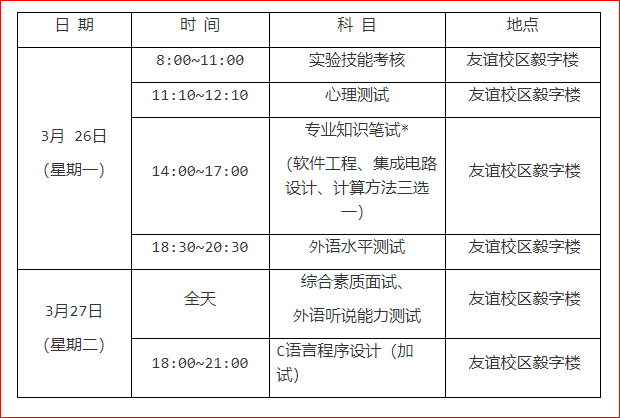 日 期 时 间 科 目 地点
3月 26日
(星期一)
8:00~11:00 实验技能考核 友谊校区毅字楼
11:10~12:10 心理测试 友谊校区毅字楼
14:00~17:00 专业知识笔试*
(软件工程、集成电路
设计、计算方法三选
一) 友谊校区毅字楼
18:30~20:30 外语水平测试 友谊校区毅字楼
3月27日
(星期二)
全天 综合素质面试、
外语听说能力测试 友谊校区毅字楼
18:00~21:00 C语言程序设计（加
试） 友谊校区毅字楼